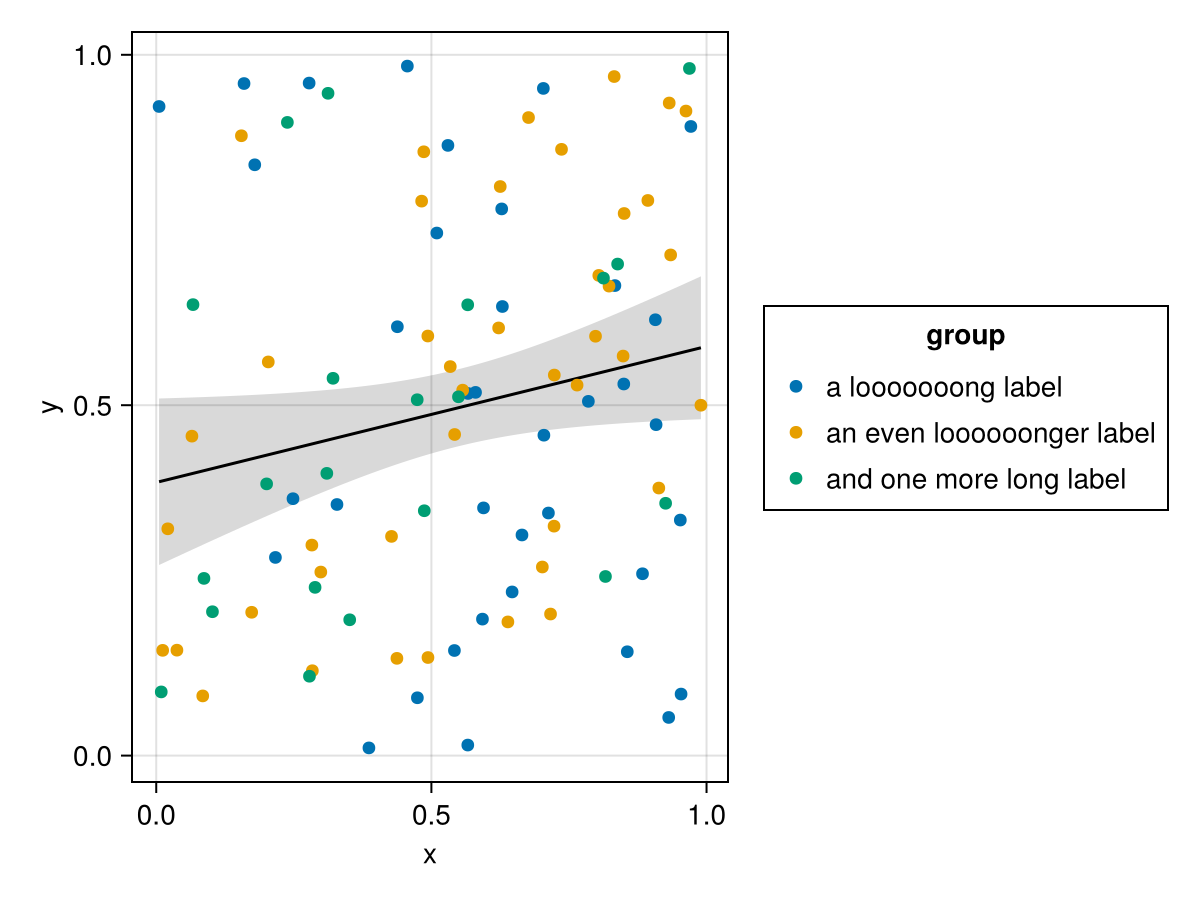 1.0
0.5
0.0
y
0.0 0.5 1.0
x
group
a looooooong label
an even loooooonger label
and one more long label